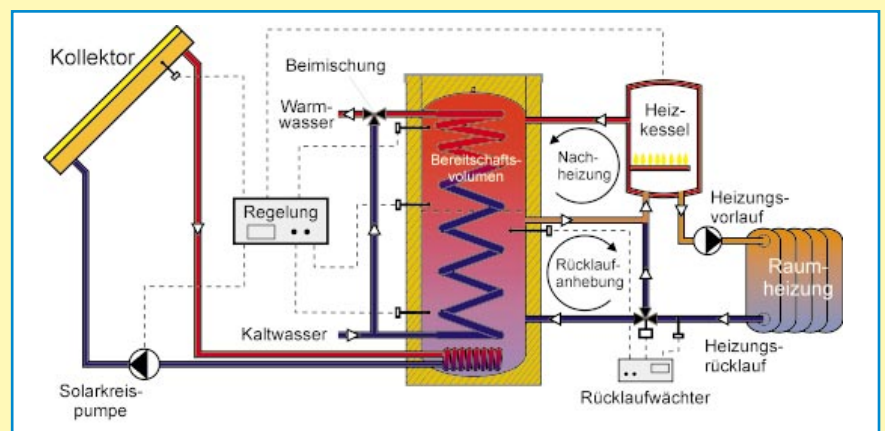 Kollektor
Beimischung
Warm-
wasser
Heiz-
kessel
Bereitschafts-
volumen
Nach-
heizung
Heizungs-
vorlauf
Regelung
Rücklauf-
anhebung
Raum-
heizung
Kaltwasser
Heizungs-
rücklauf
Solarkreis-
pumpe
Rücklaufwächter